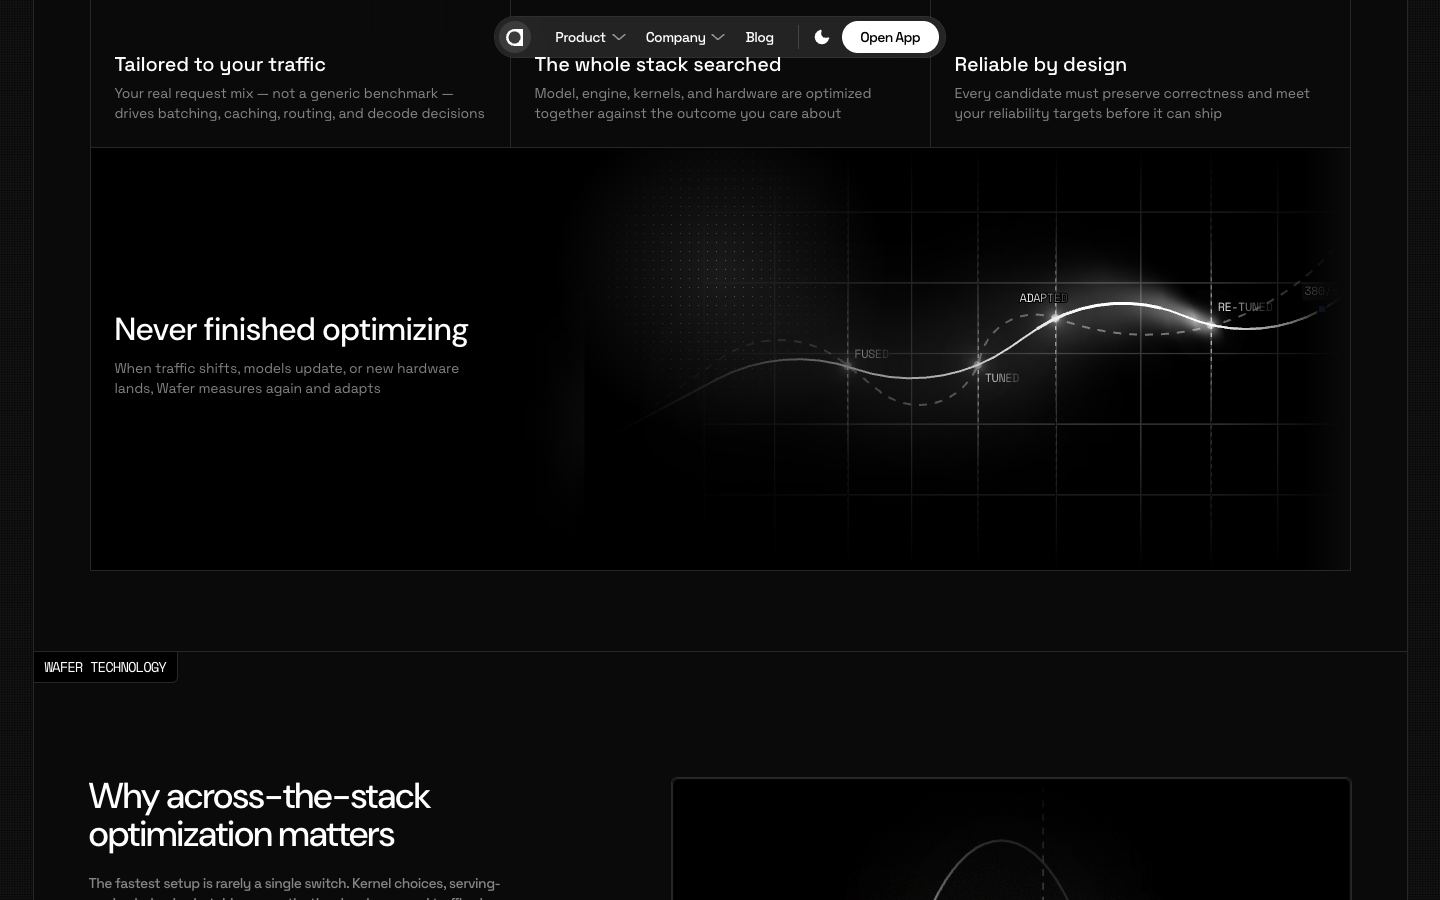 Product
Company
Blog
Open App
Tailored to your traffic
Your real request mix — not a generic benchmark —
drives batching, caching, routing, and decode decisions
The whole stack searched
Model, engine, kernels, and hardware are optimized
together against the outcome you care about
Reliable by design
Every candidate must preserve correctness and meet
your reliability targets before it can ship
Never finished optimizing
When traffic shifts, models update, or new hardware
lands, Wafer measures again and adapts
FUSED
TUNED
ADAPTED
RE-TUNED
WAFER TECHNOLOGY
Why across-the-stack
optimization matters
The fastest setup is rarely a single switch. Kernel choices, serving-